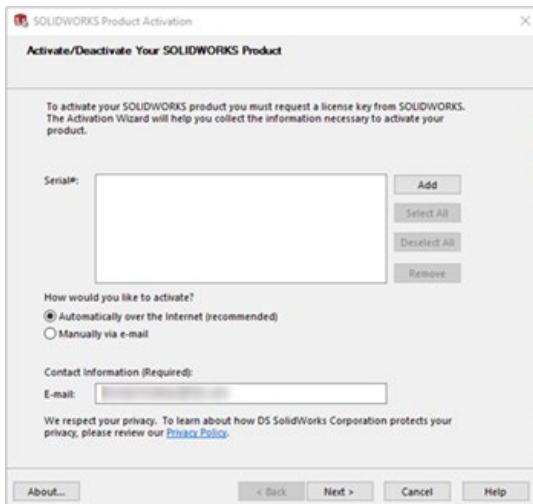 SOLIDWORKS Product Activation
Activate/Deactivate Your SOLIDWORKS Product
To activate your SOLIDWORKS product you must request a license key from SOLIDWORKS.
The Activation Wizard will help you collect the information necessary to activate your
product.
Serial#:
Add
Select All
Deselect All
Remove
How would you like to activate?
Automatically over the Internet (recommended)
Manually via e-mail
Contact Information (Required):
E-mail:
We respect your privacy. To learn about how DS SolidWorks Corporation protects your
privacy, please review our Privacy Policy.
About... < Back Next > Cancel Help